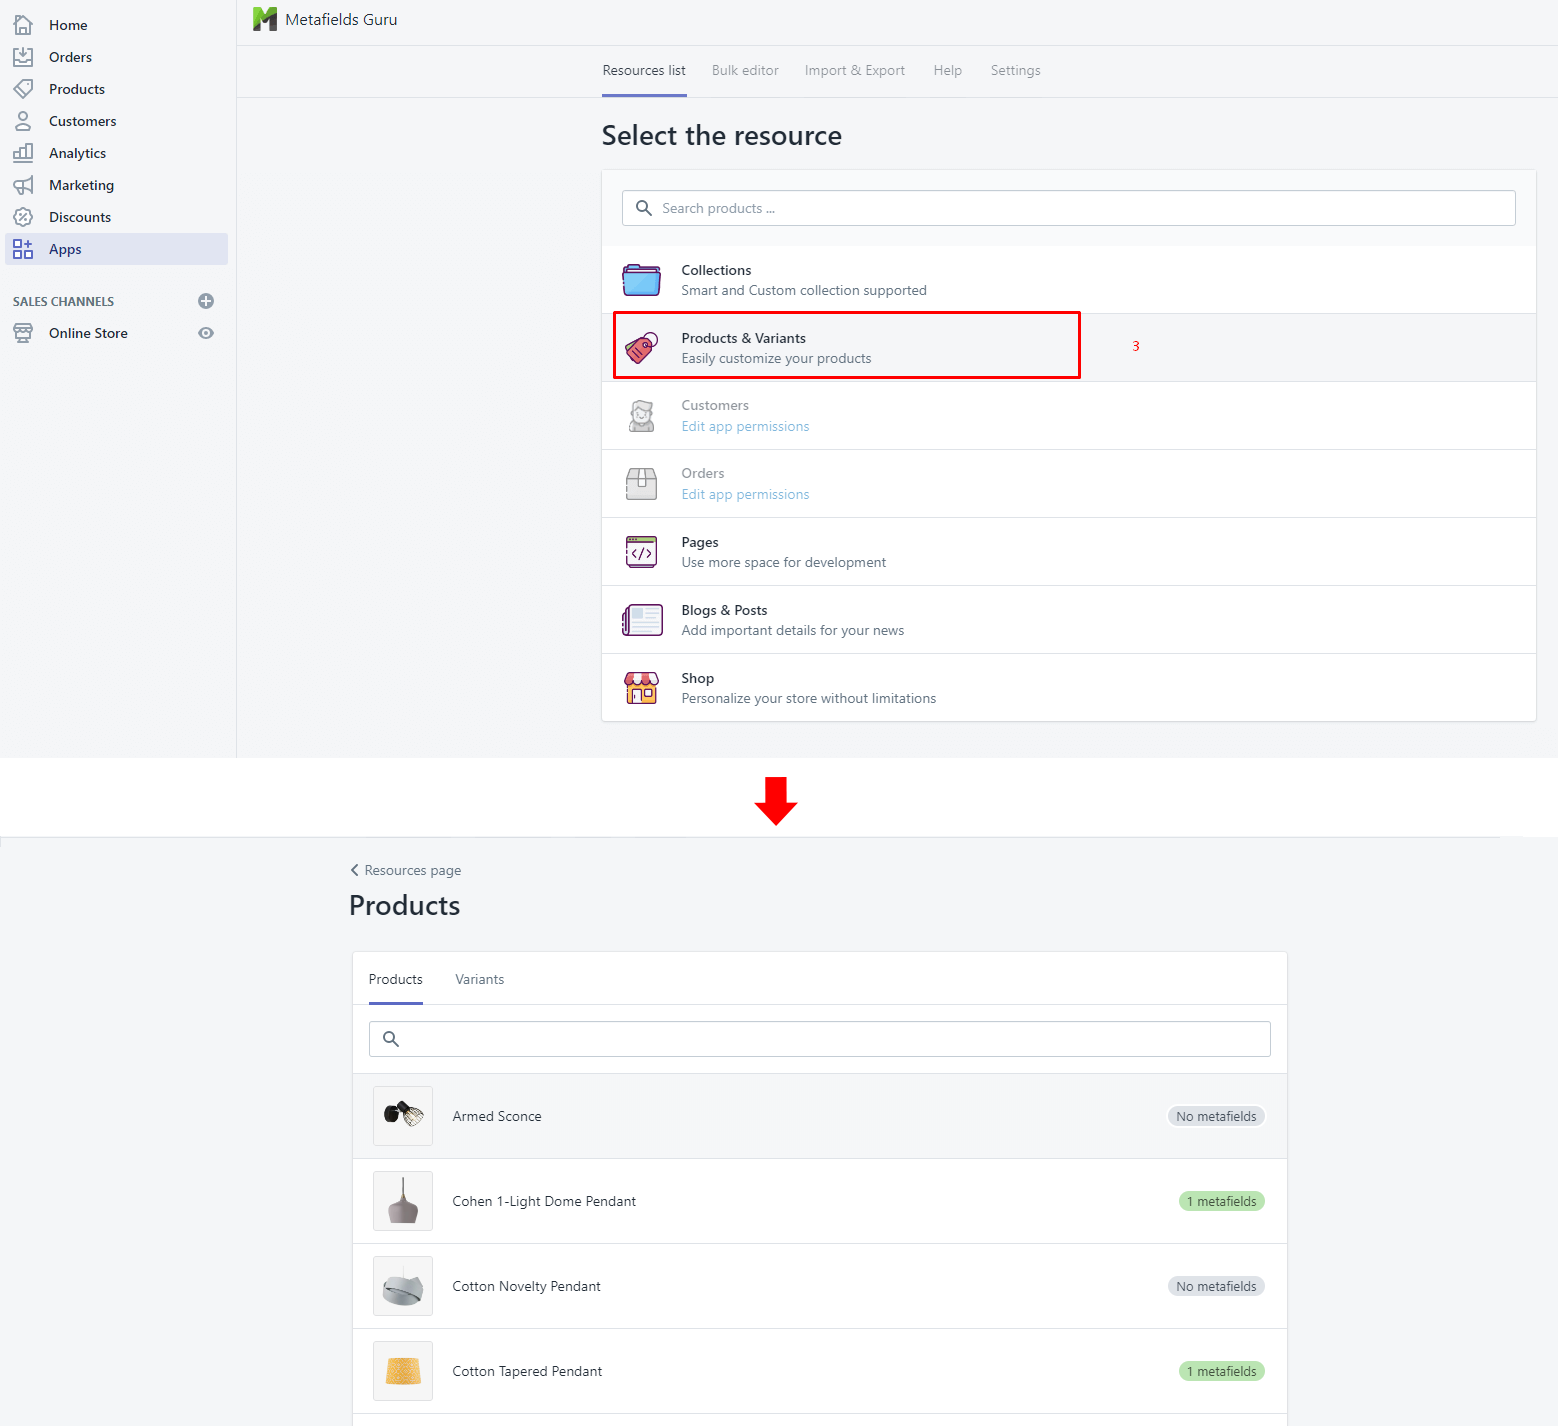 Home
Orders
Products
Customers
Analytics
Marketing
Discounts
Apps
SALES CHANNELS
Online Store
Metafields Guru
Resources list Bulk editor Import & Export Help Settings
Select the resource
Search products ...
Collections
Smart and Custom collection supported
Products & Variants
Easily customize your products
3
Customers
Edit app permissions
Orders
Edit app permissions
Pages
Use more space for development
Blogs & Posts
Add important details for your news
Shop
Personalize your store without limitations
Resources page
Products
Products Variants
Armed Sconce No metafields
Cohen 1-Light Dome Pendant 1 metafields
Cotton Novelty Pendant No metafields
Cotton Tapered Pendant 1 metafields